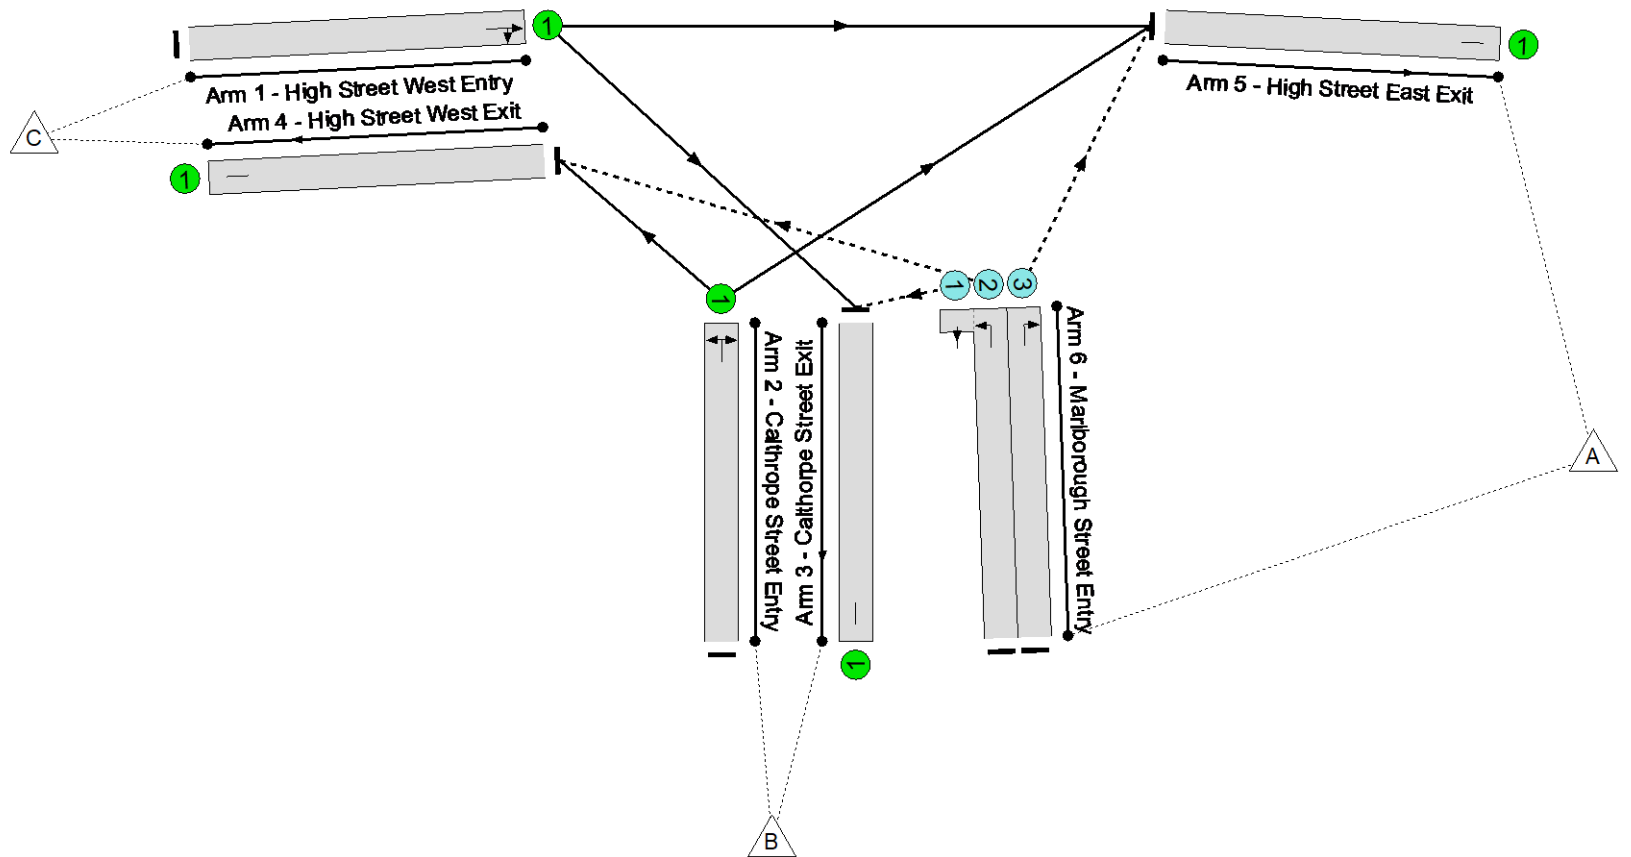 1
1
Arm 1 - High Street West Entry
Arm 5 - High Street East Exit
Arm 4 - High Street West Exit
C
1
1
1
2
3
Arm 2 - Calthrope Street Entry
Arm 3 - Calthorpe Street Exit
Arm 6 - Marlborough Street Entry
A
1
B